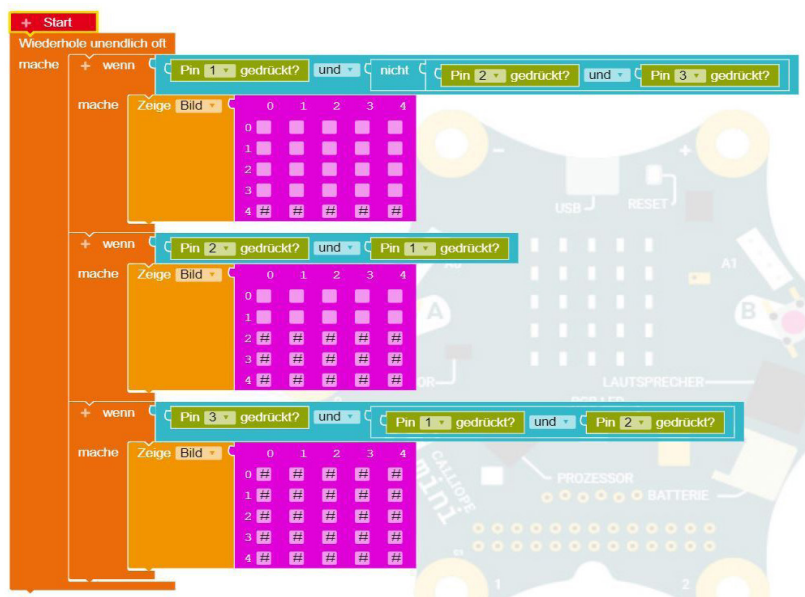 + Start
Wiederhole unendlich oft
mache + wenn Pin 1 gedrückt? und nicht Pin 2 gedrückt? und Pin 3 gedrückt?
mache Zeige Bild 0 1 2 3 4
0
1
2
3
4 # # # # #
+ wenn Pin 2 gedrückt? und Pin 1 gedrückt?
mache Zeige Bild 0 1 2 3 4
0
1
2 # # # # #
3 # # # # #
4 # # # # #
+ wenn Pin 3 gedrückt? und Pin 1 gedrückt? und Pin 2 gedrückt?
mache Zeige Bild 0 1 2 3 4
0 # # # # #
1 # # # # #
2 # # # # #
3 # # # # #
4 # # # # #
- +
USB RESET
A1
A B
LAUTSPRECHER
PROZESSOR
BATTERIE
CALLIOPE
mini
1 2